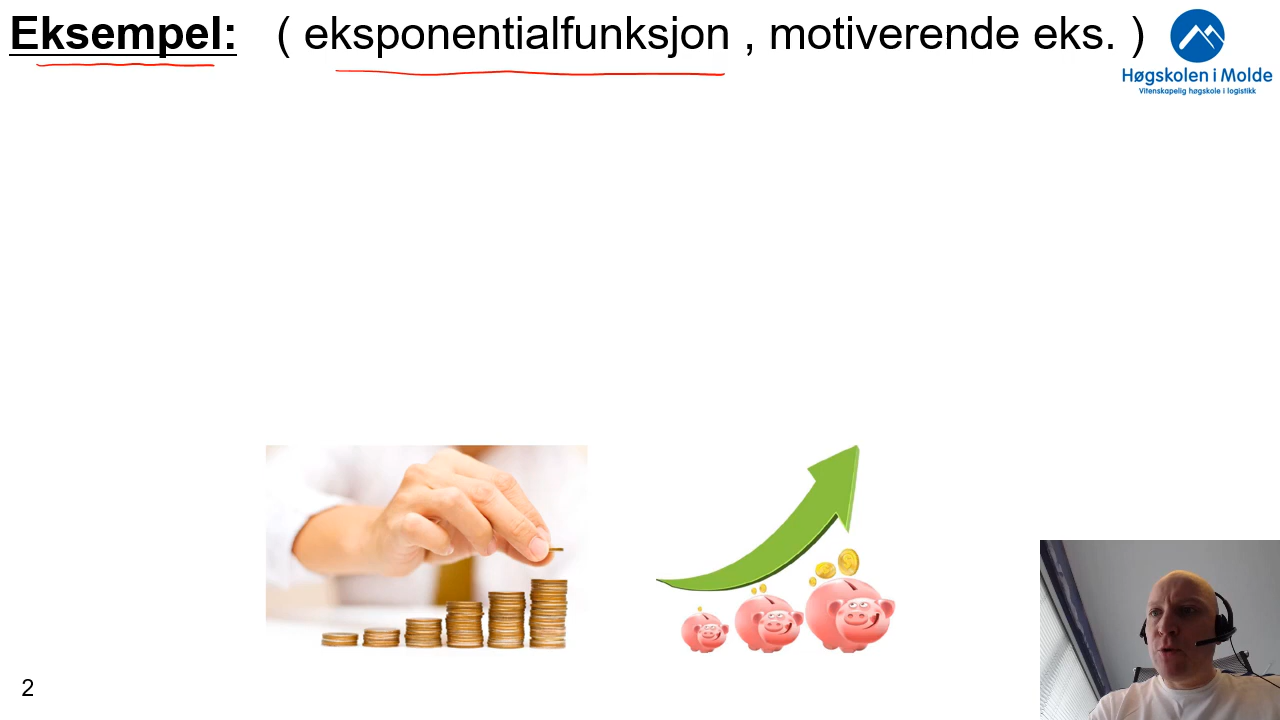 Eksempel: ( eksponentialfunksjon , motiverende eks. )
Høgskolen i Molde
Vitenskapelig høgskole i logistikk
2